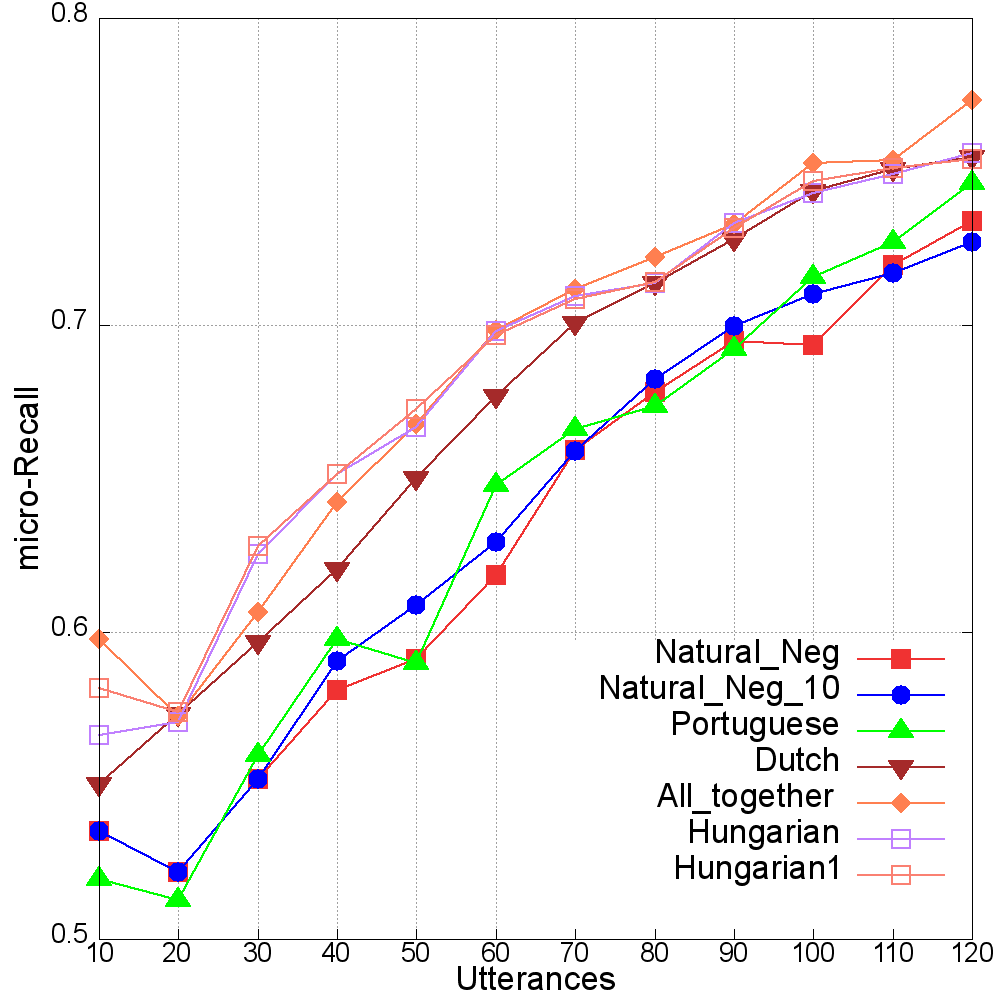 0.8
0.7
0.6
0.5
micro-Recall
Natural_Neg
Natural_Neg_10
Portuguese
Dutch
All_together
Hungarian
Hungarian1
10 20 30 40 50 60 70 80 90 100 110 120
Utterances